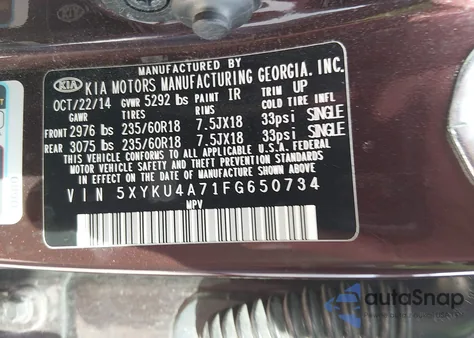 MANUFACTURED BY
KIA KIA MOTORS MANUFACTURING GEORGIA. INC.
OCT/22/14 GVWR 5292 lbs PAINT IR TRIM UP
GAWR TIRES RIMS COLD TIRE INFL
FRONT 2976 lbs 235/60R18 7.5JX18 33psi SINGLE
REAR 3075 lbs 235/60R18 7.5JX18 33psi SINGLE
THIS VEHICLE CONFORMS TO ALL APPLICABLE U.S.A. FEDERAL
MOTOR VEHICLE SAFETY AND BUMPER STANDARDS
IN EFFECT ON THE DATE OF MANUFACTURE SHOWN ABOVE
VIN 5XYKU4A71FG650734
MPV
autoSnap